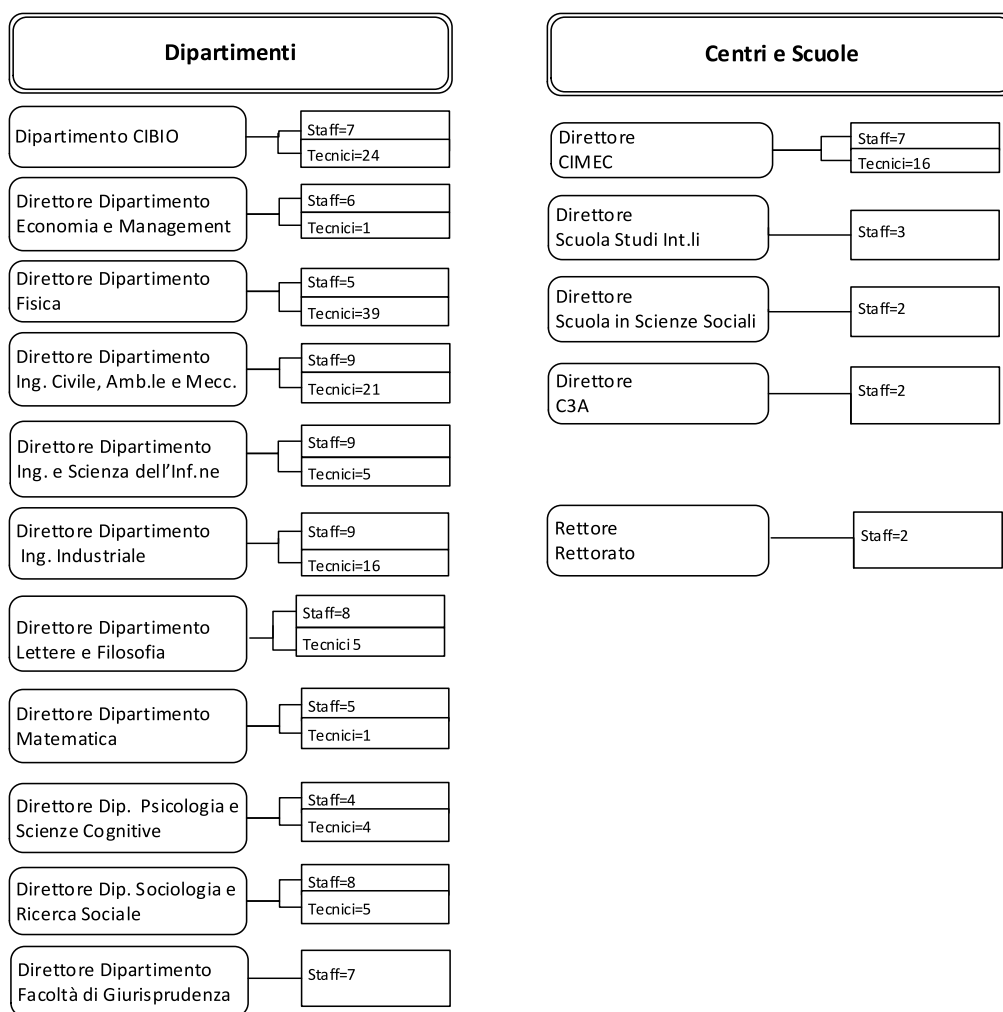 Dipartimenti
Dipartimento CIBIO
Staff=7
Tecnici=24
Direttore Dipartimento
Economia e Management
Staff=6
Tecnici=1
Direttore Dipartimento
Fisica
Staff=5
Tecnici=39
Direttore Dipartimento
Ing. Civile, Amb.le e Mecc.
Staff=9
Tecnici=21
Direttore Dipartimento
Ing. e Scienza dell'Inf.ne
Staff=9
Tecnici=5
Direttore Dipartimento
Ing. Industriale
Staff=9
Tecnici=16
Direttore Dipartimento
Lettere e Filosofia
Staff=8
Tecnici 5
Direttore Dipartimento
Matematica
Staff=5
Tecnici=1
Direttore Dip. Psicologia e
Scienze Cognitive
Staff=4
Tecnici=4
Direttore Dip. Sociologia e
Ricerca Sociale
Staff=8
Tecnici=5
Direttore Dipartimento
Facoltà di Giurisprudenza
Staff=7
Centri e Scuole
Direttore
CIMEC
Staff=7
Tecnici=16
Direttore
Scuola Studi Int.li
Staff=3
Direttore
Scuola in Scienze Sociali
Staff=2
Direttore
C3A
Staff=2
Rettore
Rettorato
Staff=2